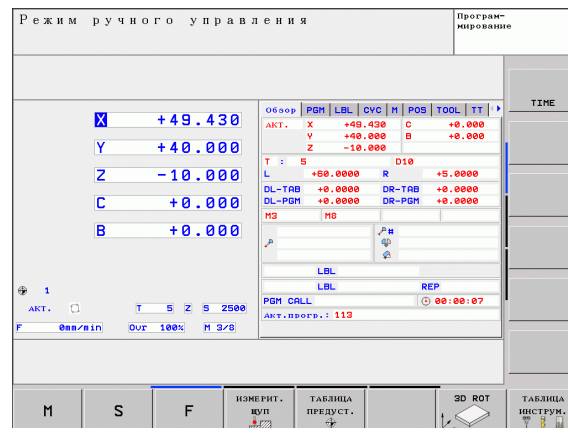 Режим ручного управления
Програм-
мирование
TIME
X +49.430
Y +40.000
Z -10.000
C +0.000
B +0.000
1
АКТ.
T 5 Z S 2500
F 0mm/min Ovr 100% M 3/8
Обзор PGM LBL CYC M POS TOOL TT
АКТ. X +49.430 C +0.000
Y +40.000 B +0.000
Z -10.000
T : 5 D10
L +60.0000 R +5.0000
DL-TAB +0.0000 DR-TAB +0.0000
DL-PGM +0.0000 DR-PGM +0.0000
M3 M8
#
LBL
LBL REP
PGM CALL 00:00:07
Акт.прогр.: 113
M
S
F
ИЗМЕРИТ.
ЩУП
ТАБЛИЦА
ПРЕДУСТ.
3D ROT
ТАБЛИЦА
ИНСТРУМ.